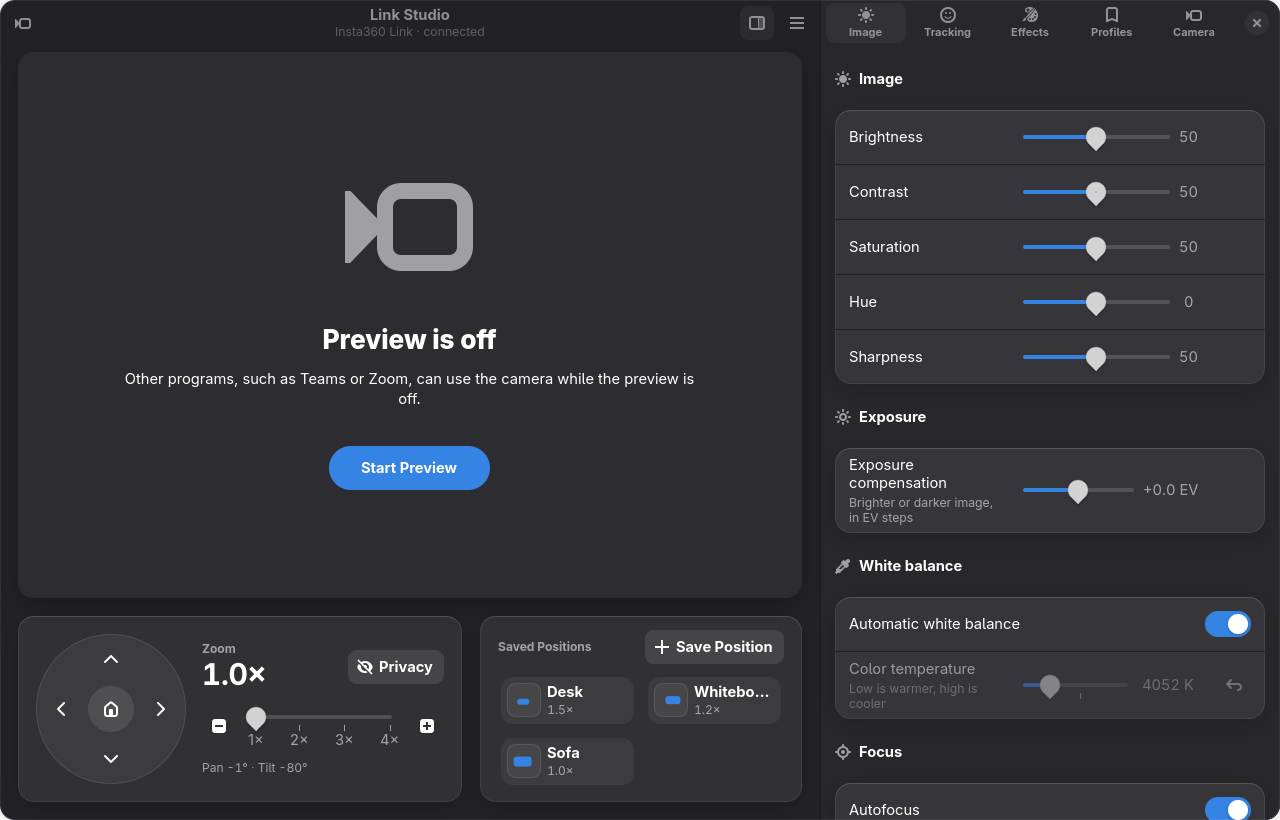 Link Studio
Insta360 Link · connected
Image
Tracking
Effects
Profiles
Camera
Image
Brightness
50
Contrast
50
Saturation
50
Hue
0
Sharpness
50
Exposure
Exposure
compensation
Brighter or darker image,
in EV steps
+0.0 EV
White balance
Automatic white balance
Color temperature
Low is warmer, high is
cooler
4052 K
Focus
Autofocus
Preview is off
Other programs, such as Teams or Zoom, can use the camera while the preview is
off.
Start Preview
Zoom
1.0×
Privacy
1× 2× 3× 4×
Pan -1° · Tilt -80°
Saved Positions
Save Position
Desk
1.5×
Whitebo...
1.2×
Sofa
1.0×